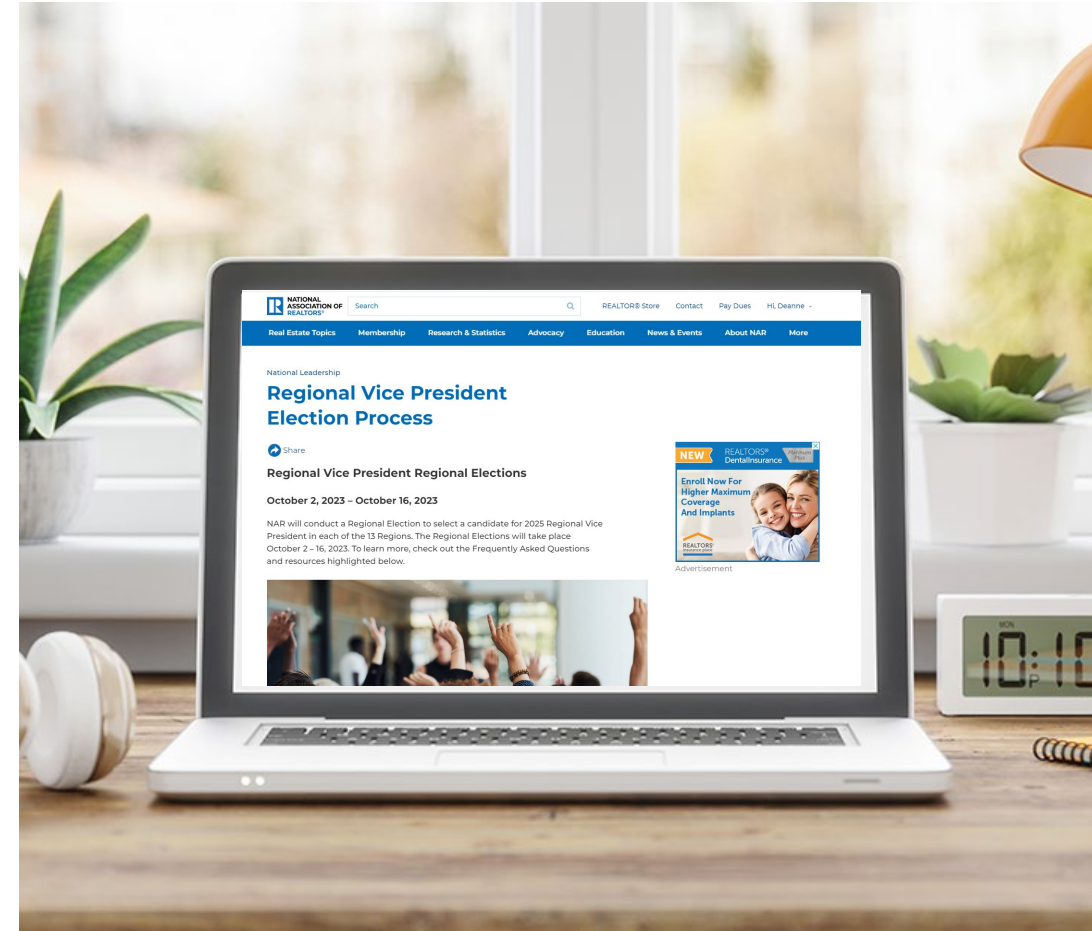 NATIONAL
ASSOCIATION OF
REALTORS®
Search
REALTOR® Store Contact Pay Dues Hi, Deanne
Real Estate Topics Membership Research & Statistics Advocacy Education News & Events About NAR More
National Leadership
Regional Vice President
Election Process
Share
Regional Vice President Regional Elections
October 2, 2023 – October 16, 2023
NAR will conduct a Regional Election to select a candidate for 2025 Regional Vice
President in each of the 13 Regions. The Regional Elections will take place
October 2 – 16, 2023. To learn more, check out the Frequently Asked Questions
and resources highlighted below.
NEW
REALTORS®
DentalInsurance
Platinum
Plan
Enroll Now For
Higher Maximum
Coverage
And Implants
REALTORS®
Advertisement
MON
10:10
P